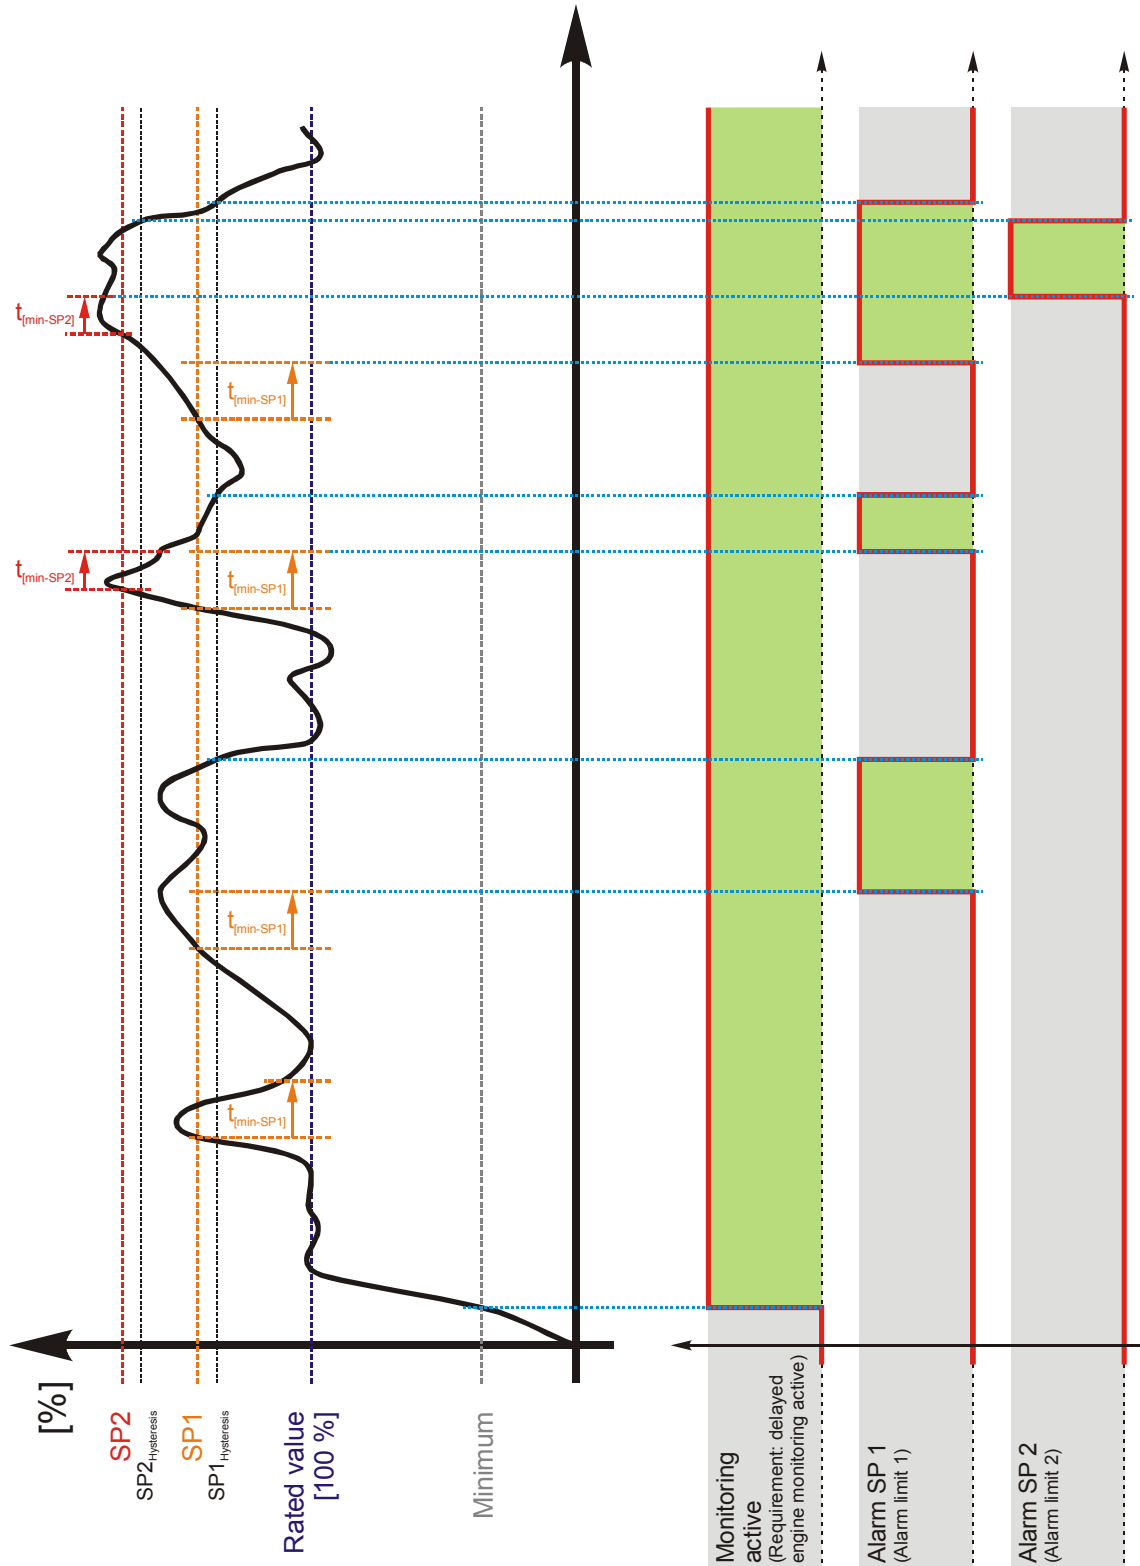 [%]
SP2
SP2Hysteresis
SP1
SP1Hysteresis
Rated value
[100 %]
Minimum
t[min-SP1]
t[min-SP1]
t[min-SP1]
t[min-SP2]
t[min-SP1]
t[min-SP2]
Monitoring
active
(Requirement: delayed
engine monitoring active)
Alarm SP 1
(Alarm limit 1)
Alarm SP 2
(Alarm limit 2)